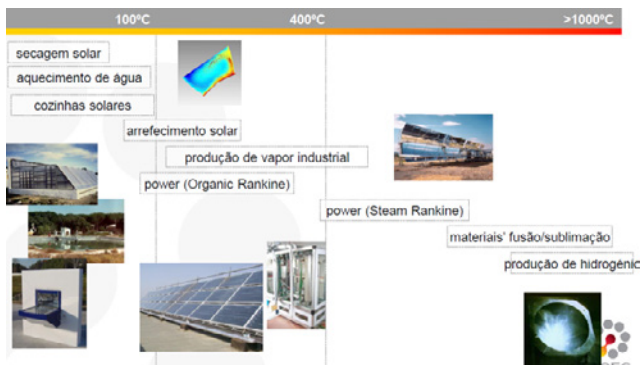 100ºC 400ºC >1000ºC
secagem solar
aquecimento de água
cozinhas solares
arrefecimento solar
produção de vapor industrial
power (Organic Rankine)
power (Steam Rankine)
materiais' fusão/sublimação
produção de hidrogénio